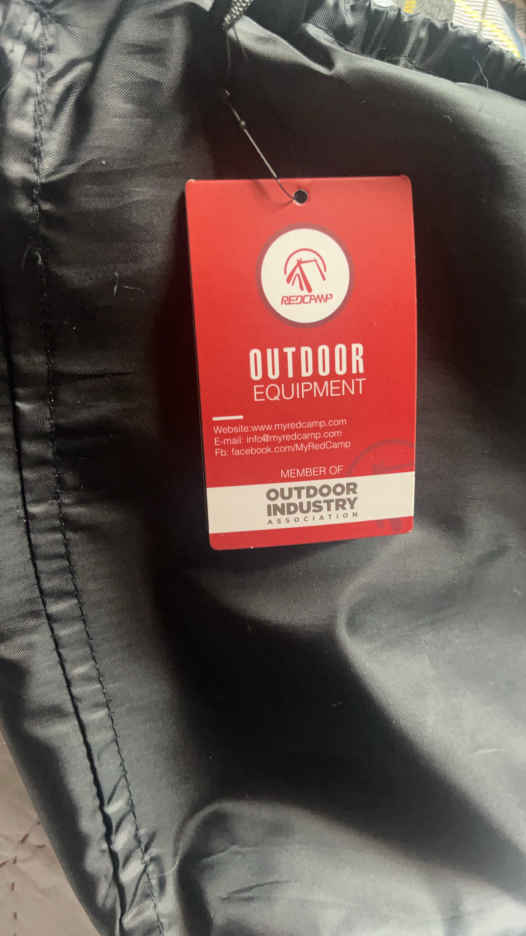 REDCAMP
OUTDOOR
EQUIPMENT
Website:www.myredcamp.com
E-mail: info@myredcamp.com
Fb: facebook.com/MyRedCamp
MEMBER OF
OUTDOOR
INDUSTRY
ASSOCIATION